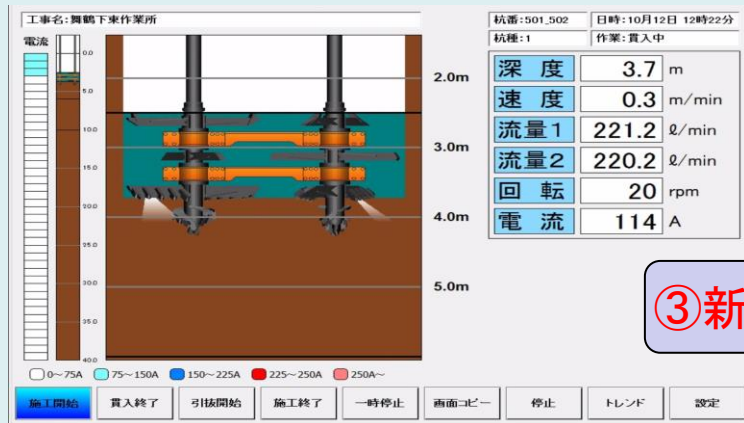 工事名:舞鶴下東作業所
杭番:501_502
日時:10月12日 12時22分
杭種:1
作業:貫入中
電流
0.0
5.0
10.0
15.0
20.0
25.0
30.0
35.0
40.0
2.0m
3.0m
4.0m
5.0m
深度 3.7 m
速度 0.3 m/min
流量1 221.2 ℓ/min
流量2 220.2 ℓ/min
回転 20 rpm
電流 114 A
③新
0～75A 75～150A 150～225A 225～250A 250A～
施工開始 貫入終了 引抜開始 施工終了 一時停止 画面コピー 停止 トレンド 設定